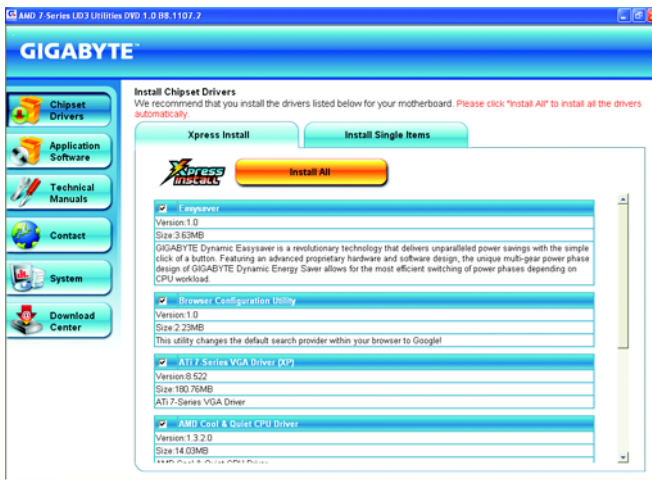 AMD 7-Series UD3 Utilities DVD 1.0 B8.1107.2
GIGABYTE™
Chipset
Drivers
Application
Software
Technical
Manuals
Contact
System
Download
Center
Install Chipset Drivers
We recommend that you install the drivers listed below for your motherboard. Please click "Install All" to install all the drivers
automatically.
Xpress Install
Install Single Items
Xpress
INSTALL
Install All
Easysaver
Version:1.0
Size:3.63MB
GIGABYTE Dynamic Easysaver is a revolutionary technology that delivers unparalleled power savings with the simple
click of a button. Featuring an advanced proprietary hardware and software design, the unique multi-gear power phase
design of GIGABYTE Dynamic Energy Saver allows for the most efficient switching of power phases depending on
CPU workload.
Browser Configuration Utility
Version:1.0
Size:2.23MB
This utility changes the default search provider within your browser to Google!
ATi 7-Series VGA Driver (XP)
Version:8.522
Size:180.76MB
ATi 7-Series VGA Driver
AMD Cool & Quiet CPU Driver
Version:1.3.2.0
Size:14.03MB
AMD Cool & Quiet CPU Driver